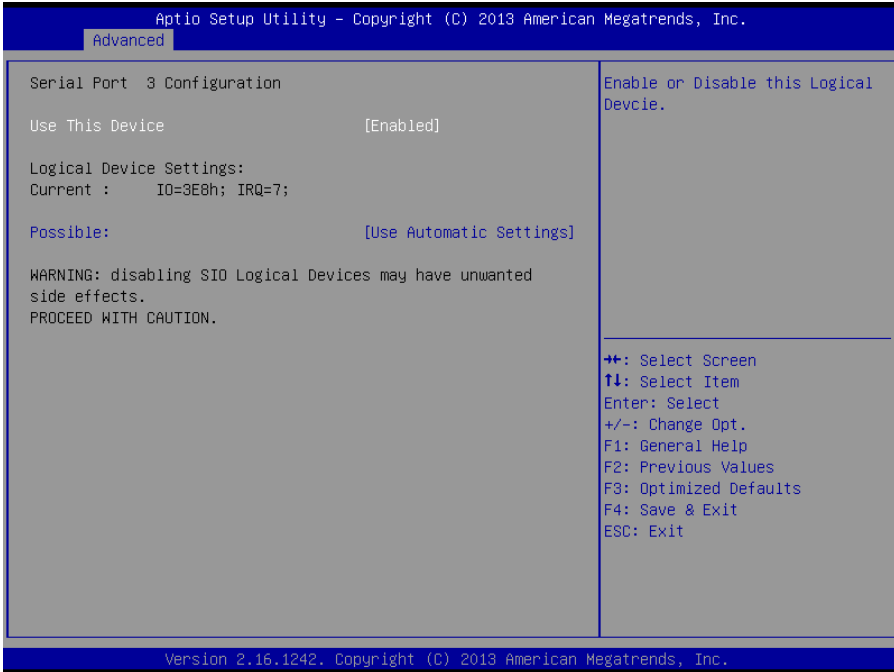 Aptio Setup Utility – Copyright (C) 2013 American Megatrends, Inc.
Advanced
Serial Port  3 Configuration
Use This Device [Enabled]
Logical Device Settings:
Current :     IO=3E8h; IRQ=7;
Possible: [Use Automatic Settings]
WARNING: disabling SIO Logical Devices may have unwanted
side effects.
PROCEED WITH CAUTION.
Enable or Disable this Logical
Devcie.
→←: Select Screen
↑↓: Select Item
Enter: Select
+/-: Change Opt.
F1: General Help
F2: Previous Values
F3: Optimized Defaults
F4: Save & Exit
ESC: Exit
Version 2.16.1242. Copyright (C) 2013 American Megatrends, Inc.